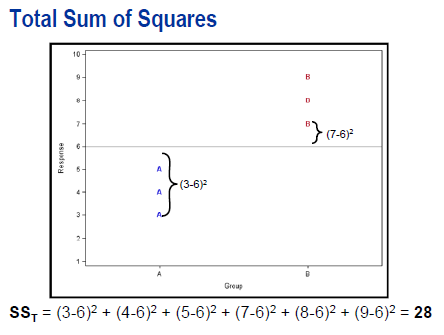 Total Sum of Squares
10
9
B
8
B
7
B
(7-6)²
6
Response
5
A
(3-6)²
4
A
3
A
2
1
A
B
Group
SS_T = (3-6)² + (4-6)² + (5-6)² + (7-6)² + (8-6)² + (9-6)² = 28